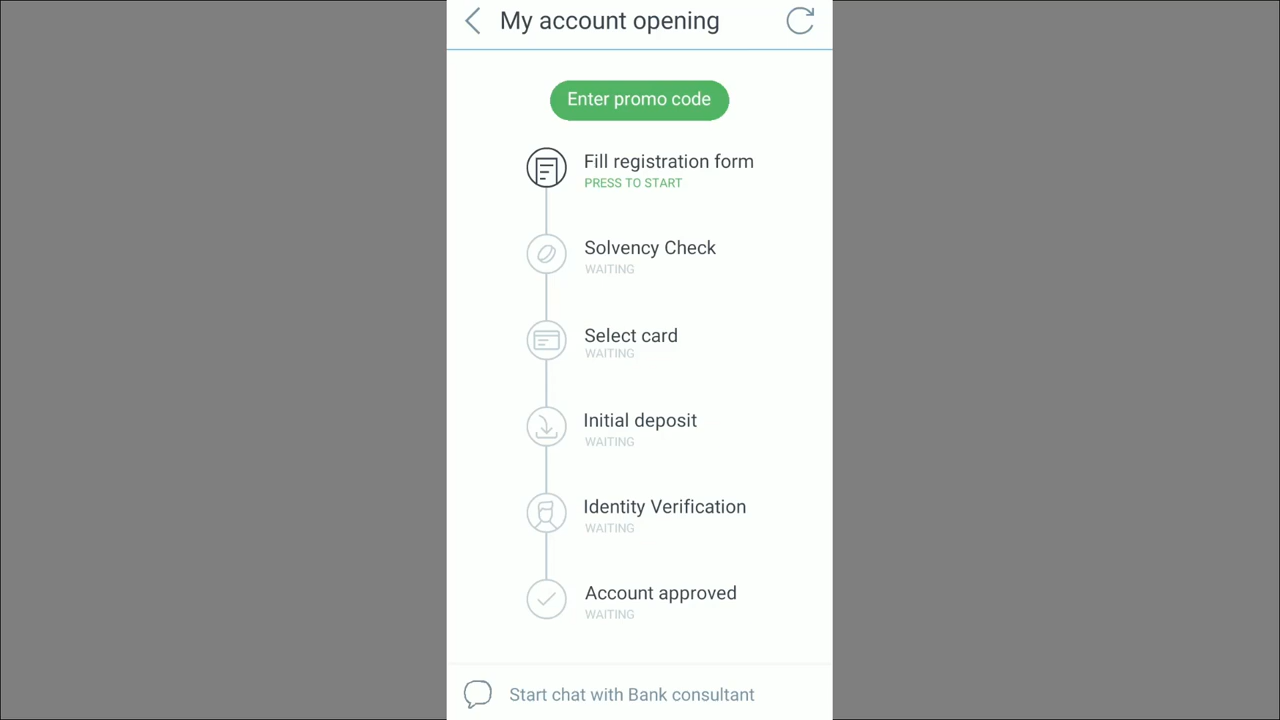 My account opening
Enter promo code
Fill registration form
PRESS TO START
Solvency Check
WAITING
Select card
WAITING
Initial deposit
WAITING
Identity Verification
WAITING
Account approved
WAITING
Start chat with Bank consultant